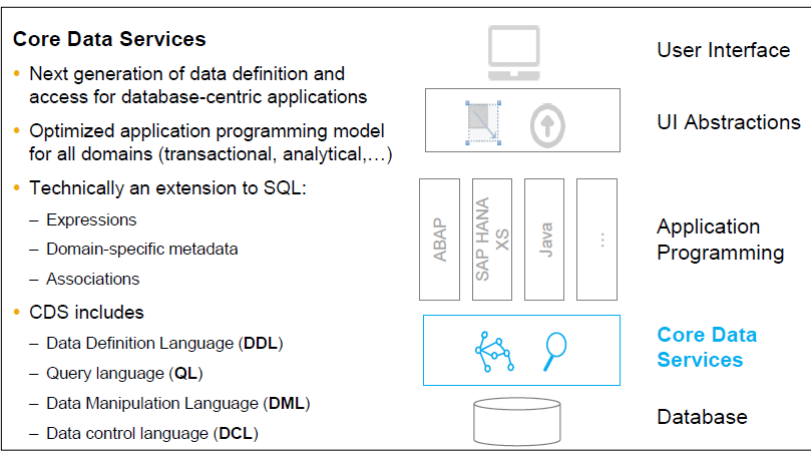 Core Data Services
• Next generation of data definition and
access for database-centric applications
• Optimized application programming model
for all domains (transactional, analytical,…)
• Technically an extension to SQL:
– Expressions
– Domain-specific metadata
– Associations
• CDS includes
– Data Definition Language (DDL)
– Query language (QL)
– Data Manipulation Language (DML)
– Data control language (DCL)
User Interface
UI Abstractions
ABAP
SAP HANA
XS
Java
…
Application
Programming
Core Data
Services
Database